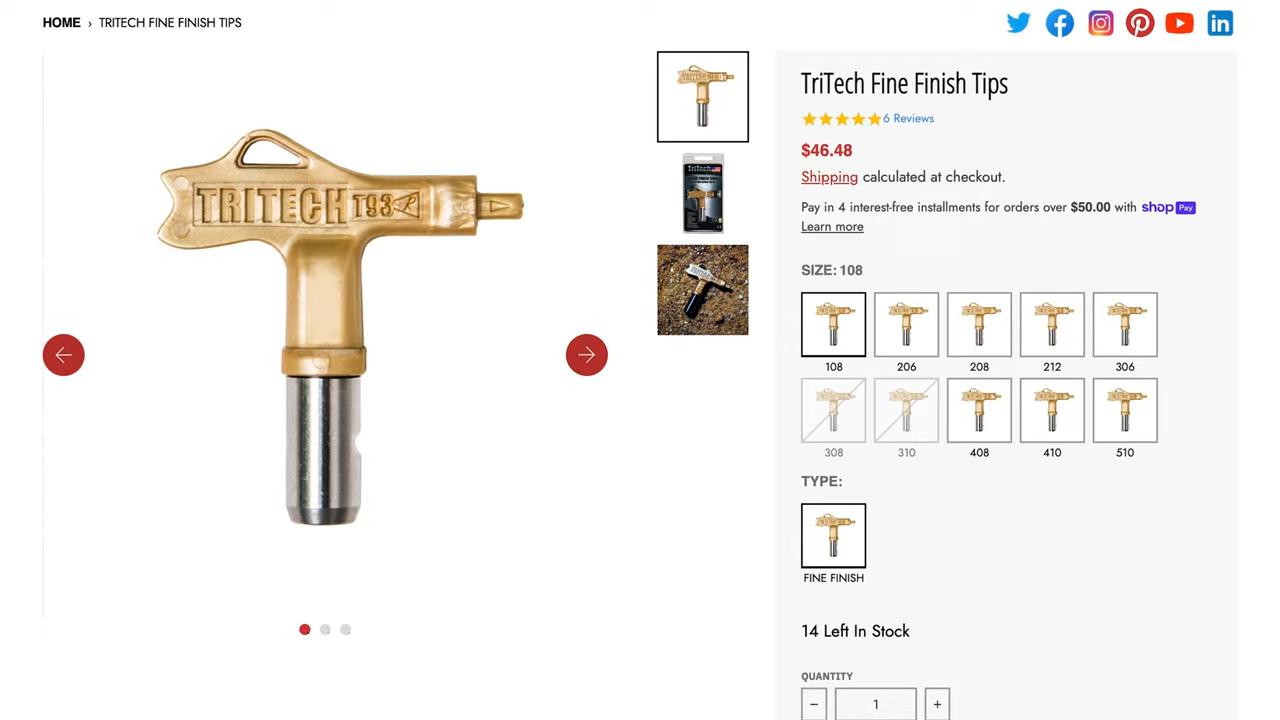 HOME › TRITECH FINE FINISH TIPS
TRITECH T93
TriTech
TriTech Fine Finish Tips
6 Reviews
$46.48
Shipping calculated at checkout.
Pay in 4 interest-free installments for orders over $50.00 with shop Pay
Learn more
SIZE: 108
108 206 208 212 306
308 310 408 410 510
TYPE:
FINE FINISH
14 Left In Stock
QUANTITY
− 1 +